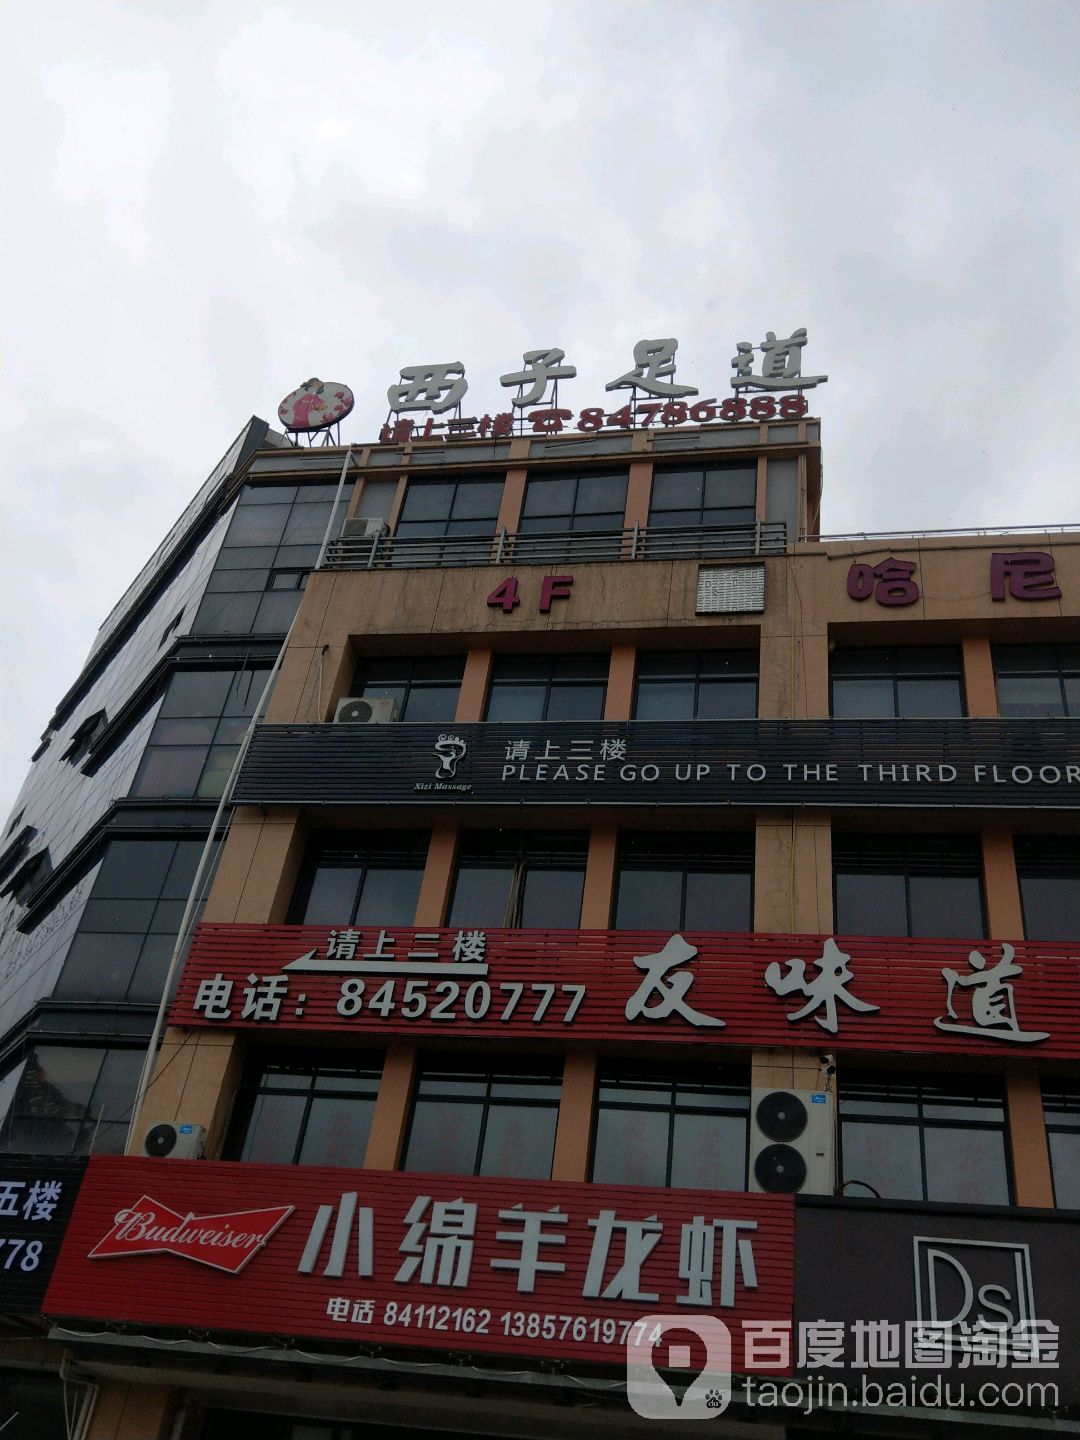 西子足道
请上三楼 ☎84786888
4F 哈尼
请上三楼
PLEASE GO UP TO THE THIRD FLOOR
Xizi Massage
请上二楼
电话：84520777 友味道
五楼
778
Budweiser 小绵羊龙虾
电话 84112162 13857619774
Ds
百度地图淘金
taojin.baidu.com